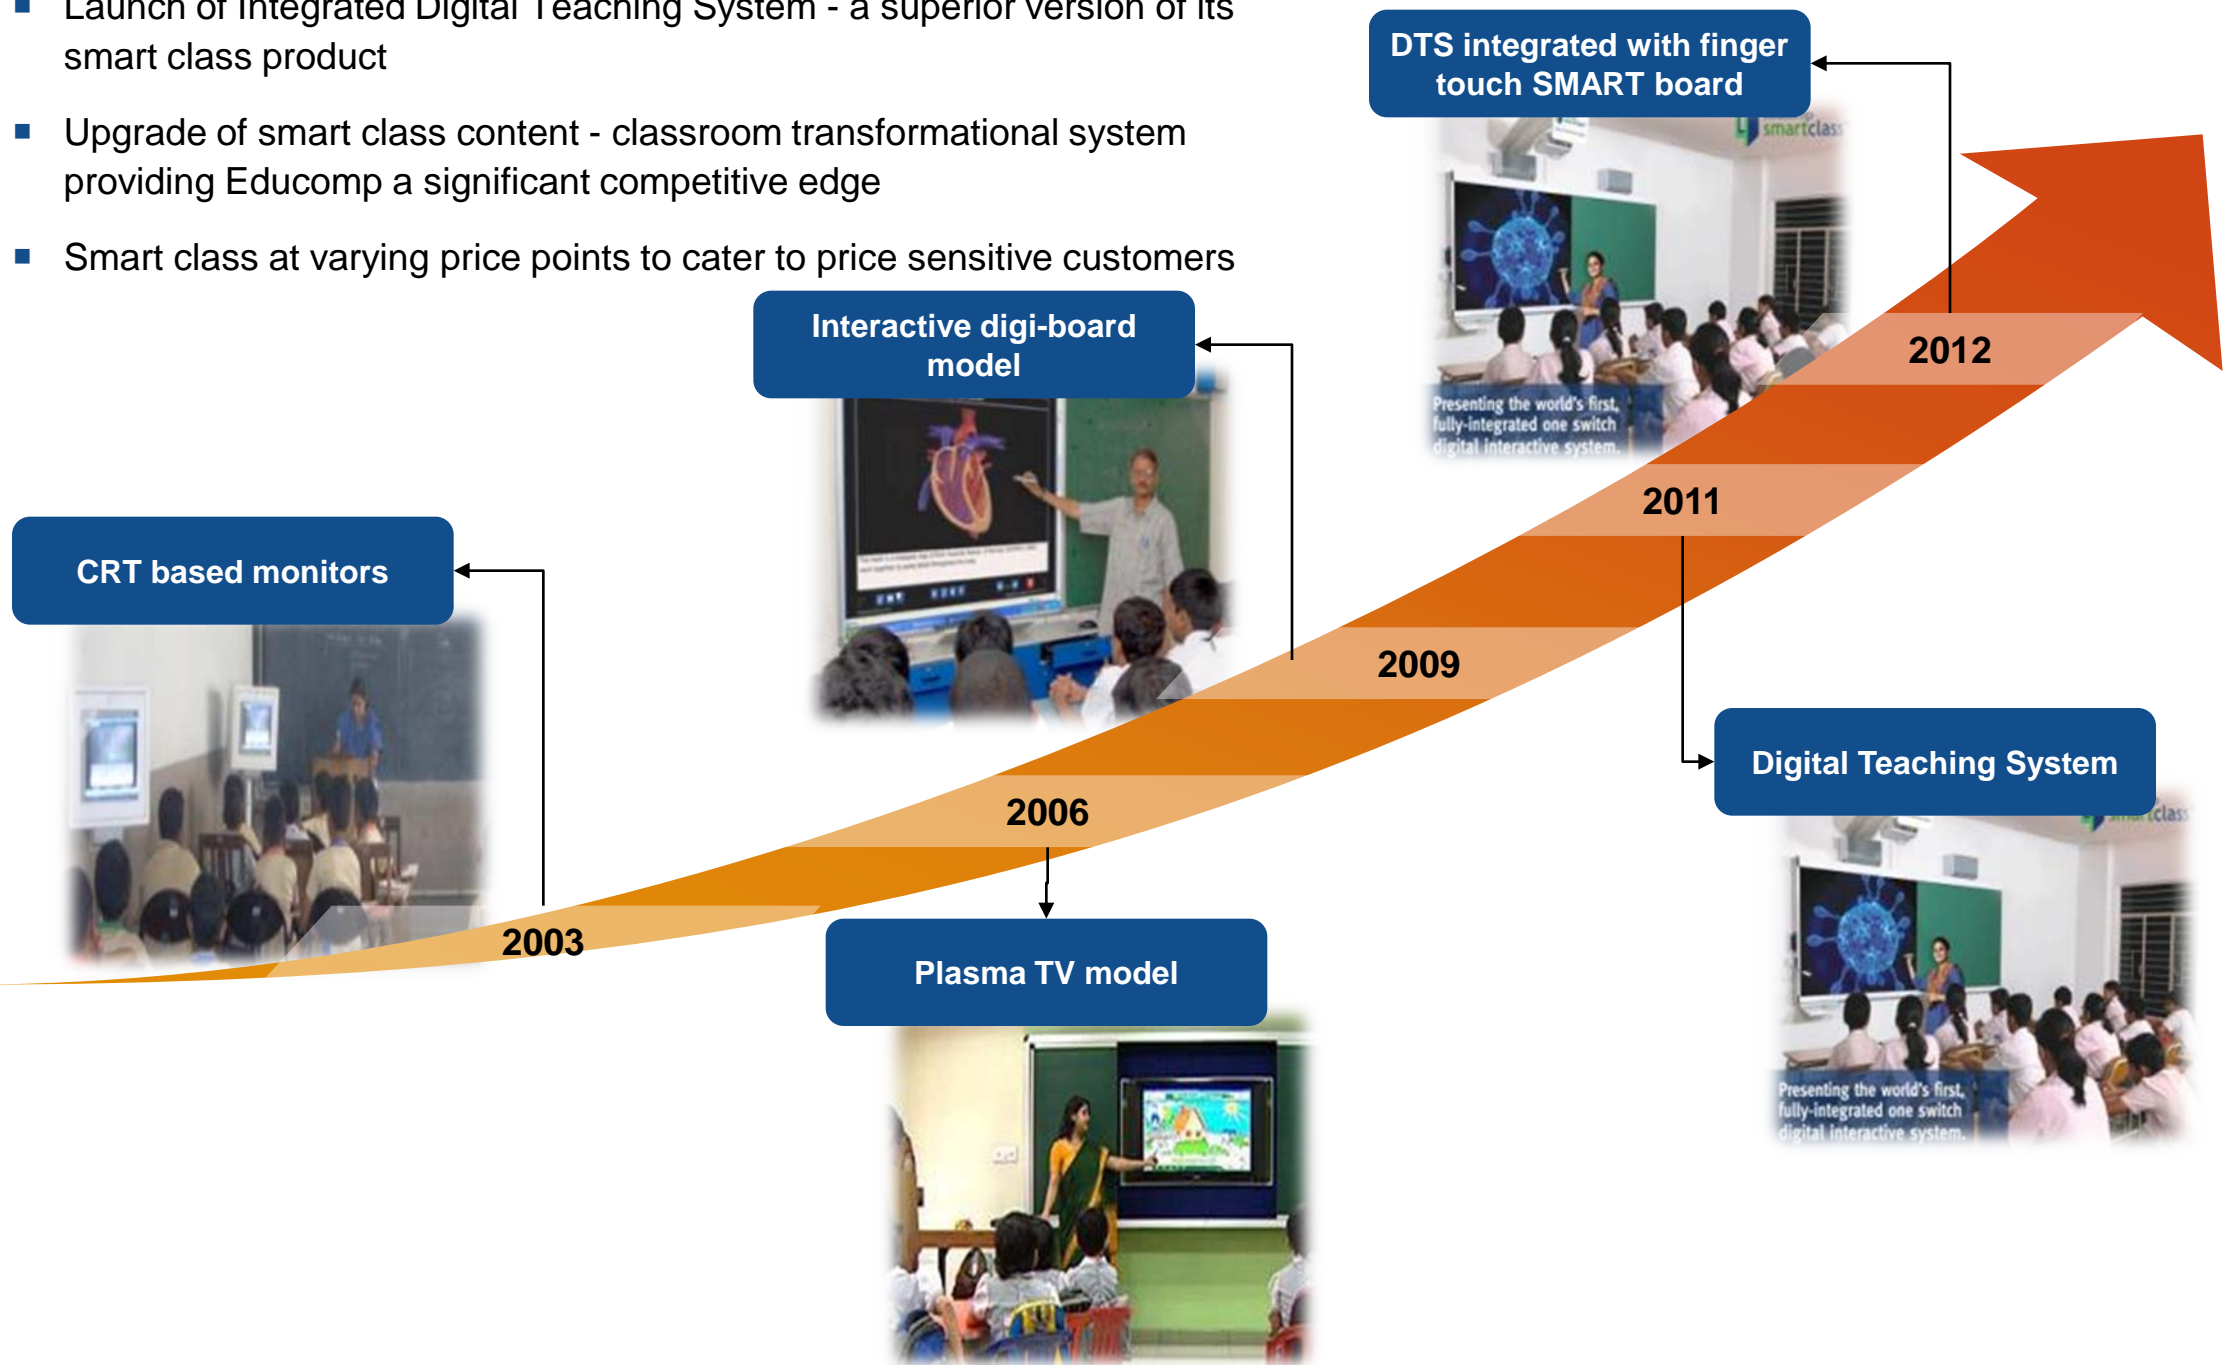 Launch of Integrated Digital Teaching System - a superior version of its
smart class product
Upgrade of smart class content - classroom transformational system
providing Educomp a significant competitive edge
Smart class at varying price points to cater to price sensitive customers
DTS integrated with finger
touch SMART board
smartclass
Presenting the world's first,
fully-integrated one switch
digital interactive system.
2012
Interactive digi-board
model
2011
CRT based monitors
2009
Digital Teaching System
smartclass
Presenting the world's first,
fully-integrated one switch
digital interactive system.
2006
2003
Plasma TV model